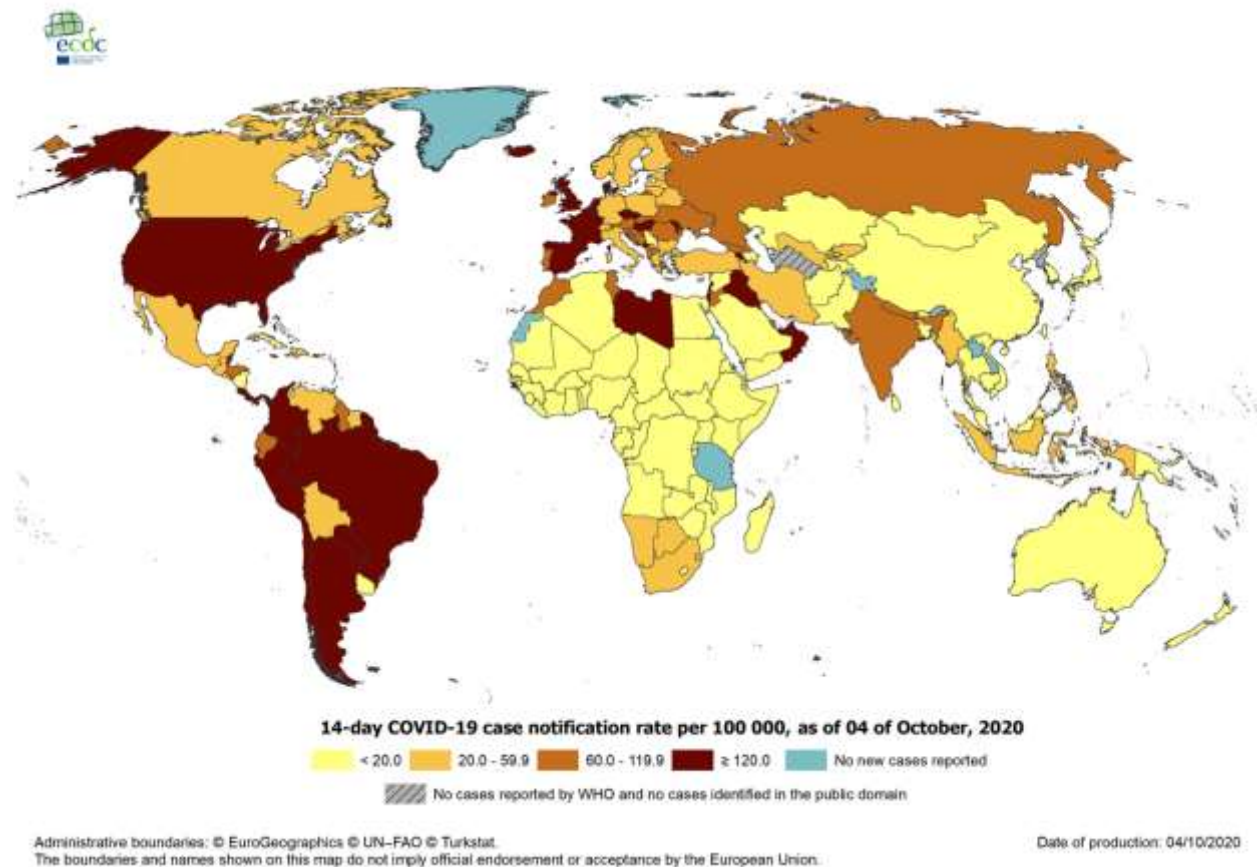 ecdc
14-day COVID-19 case notification rate per 100 000, as of 04 of October, 2020
< 20.0 20.0 - 59.9 60.0 - 119.9 ≥ 120.0 No new cases reported
No cases reported by WHO and no cases identified in the public domain
Administrative boundaries: © EuroGeographics © UN–FAO © Turkstat. Date of production: 04/10/2020
The boundaries and names shown on this map do not imply official endorsement or acceptance by the European Union.